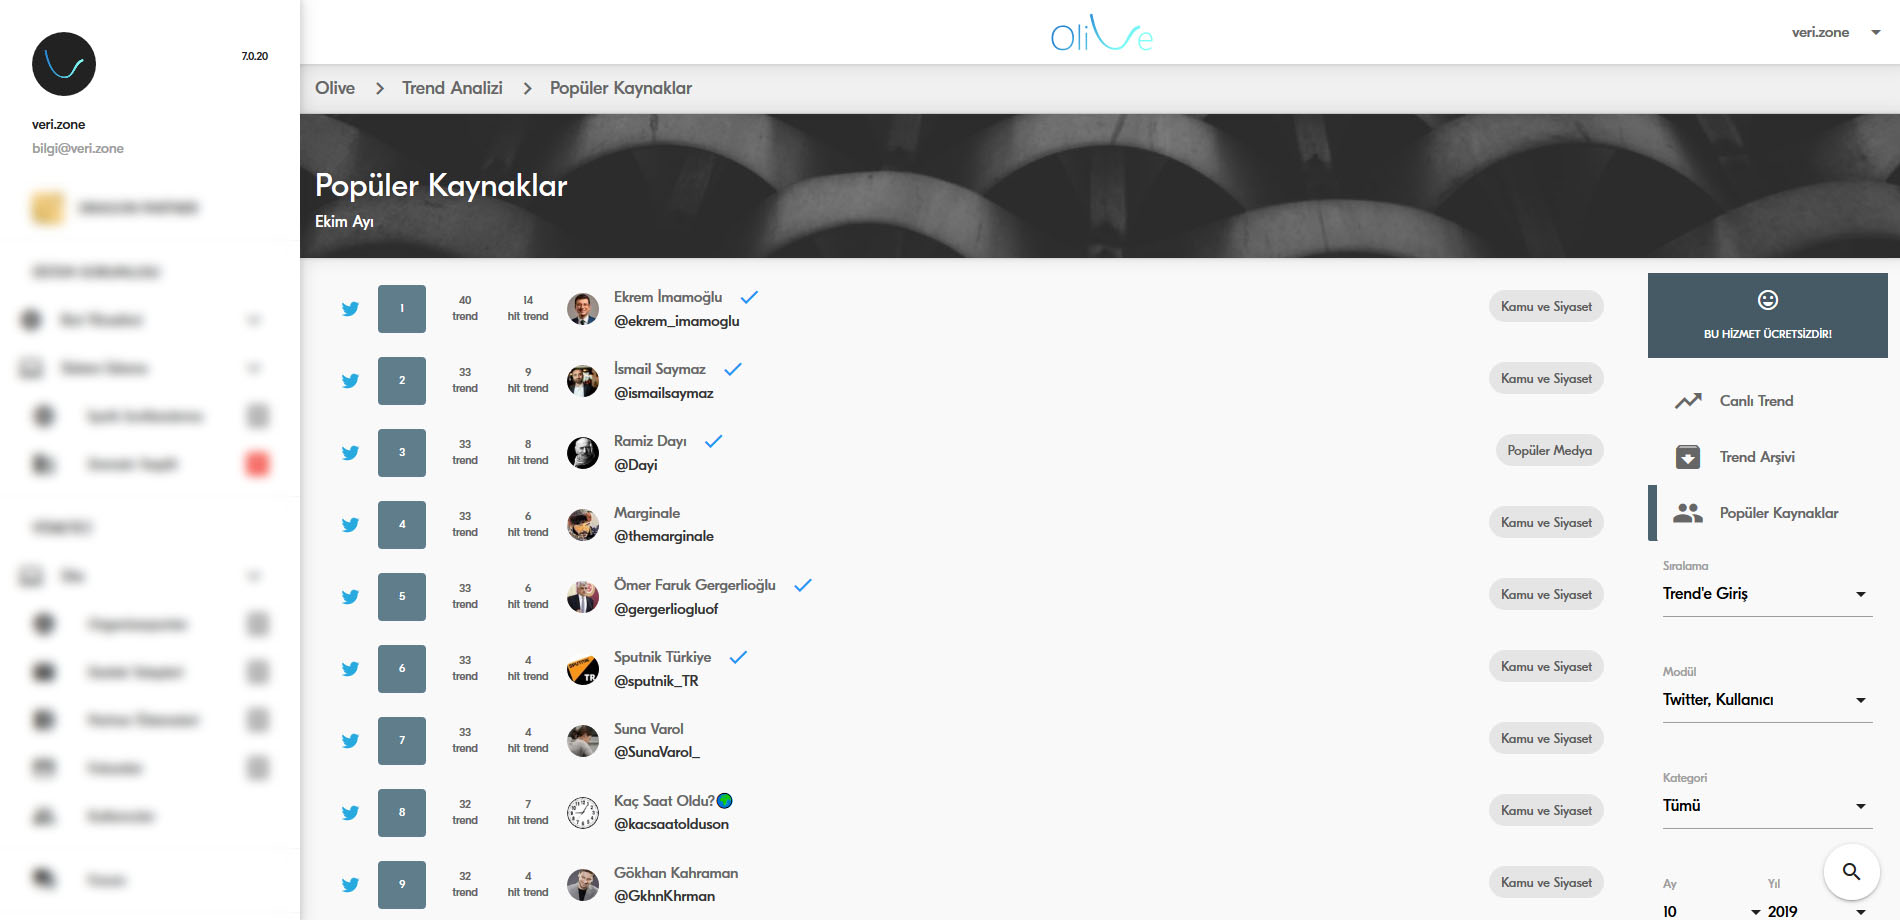 7.0.20
veri.zone
bilgi@veri.zone
Olive
veri.zone
Olive > Trend Analizi > Popüler Kaynaklar
Popüler Kaynaklar
Ekim Ayı
1
40 trend
14 hit trend
Ekrem İmamoğlu
@ekrem_imamoglu
Kamu ve Siyaset
2
33 trend
9 hit trend
İsmail Saymaz
@ismailsaymaz
Kamu ve Siyaset
3
33 trend
8 hit trend
Ramiz Dayı
@Dayi
Popüler Medya
4
33 trend
6 hit trend
Marginale
@themarginale
Kamu ve Siyaset
5
33 trend
6 hit trend
Ömer Faruk Gergerlioğlu
@gergerliogluof
Kamu ve Siyaset
6
33 trend
4 hit trend
SPUTNIK
TR
Sputnik Türkiye
@sputnik_TR
Kamu ve Siyaset
7
33 trend
4 hit trend
Suna Varol
@SunaVarol_
Kamu ve Siyaset
8
32 trend
7 hit trend
Kaç Saat Oldu?
@kacsaatolduson
Kamu ve Siyaset
9
32 trend
4 hit trend
Gökhan Kahraman
@GkhnKhrman
Kamu ve Siyaset
BU HİZMET ÜCRETSİZDİR!
Canlı Trend
Trend Arşivi
Popüler Kaynaklar
Sıralama
Trend'e Giriş
Modül
Twitter, Kullanıcı
Kategori
Tümü
Ay
Yıl
10
2019